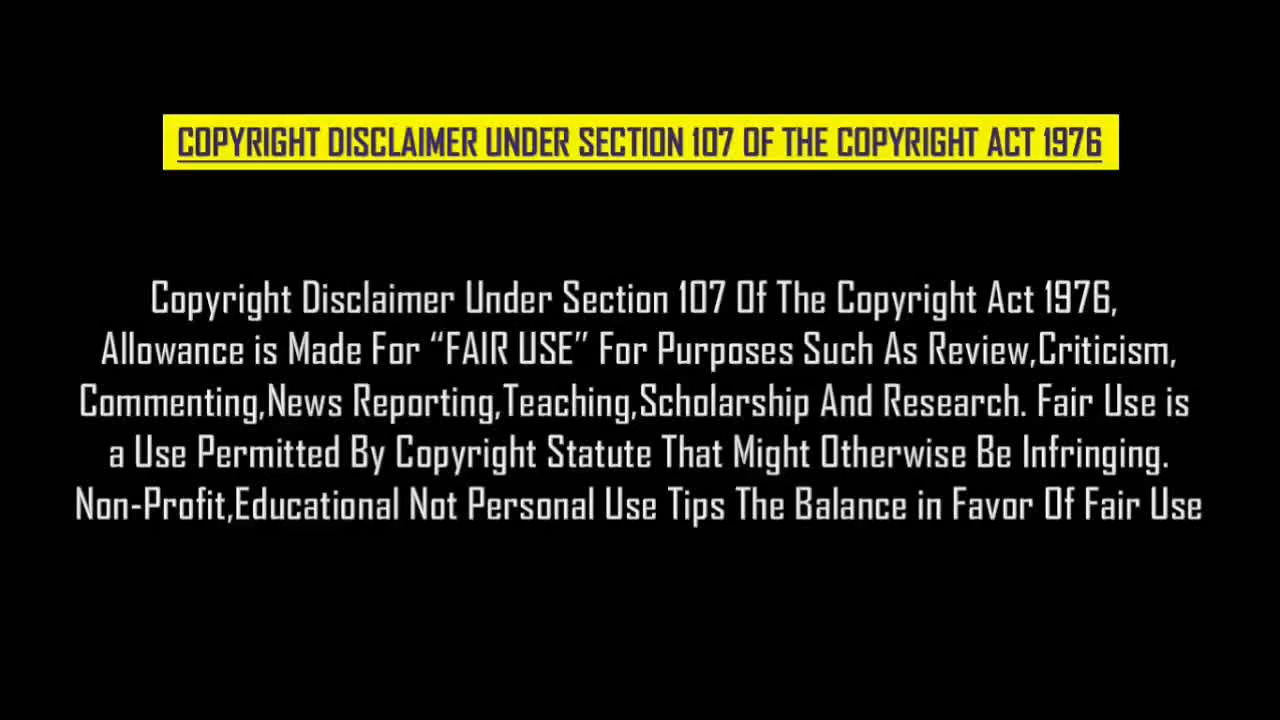 COPYRIGHT DISCLAIMER UNDER SECTION 107 OF THE COPYRIGHT ACT 1976
Copyright Disclaimer Under Section 107 Of The Copyright Act 1976,
Allowance is Made For “FAIR USE” For Purposes Such As Review,Criticism,
Commenting,News Reporting,Teaching,Scholarship And Research. Fair Use is
a Use Permitted By Copyright Statute That Might Otherwise Be Infringing.
Non-Profit,Educational Not Personal Use Tips The Balance in Favor Of Fair Use